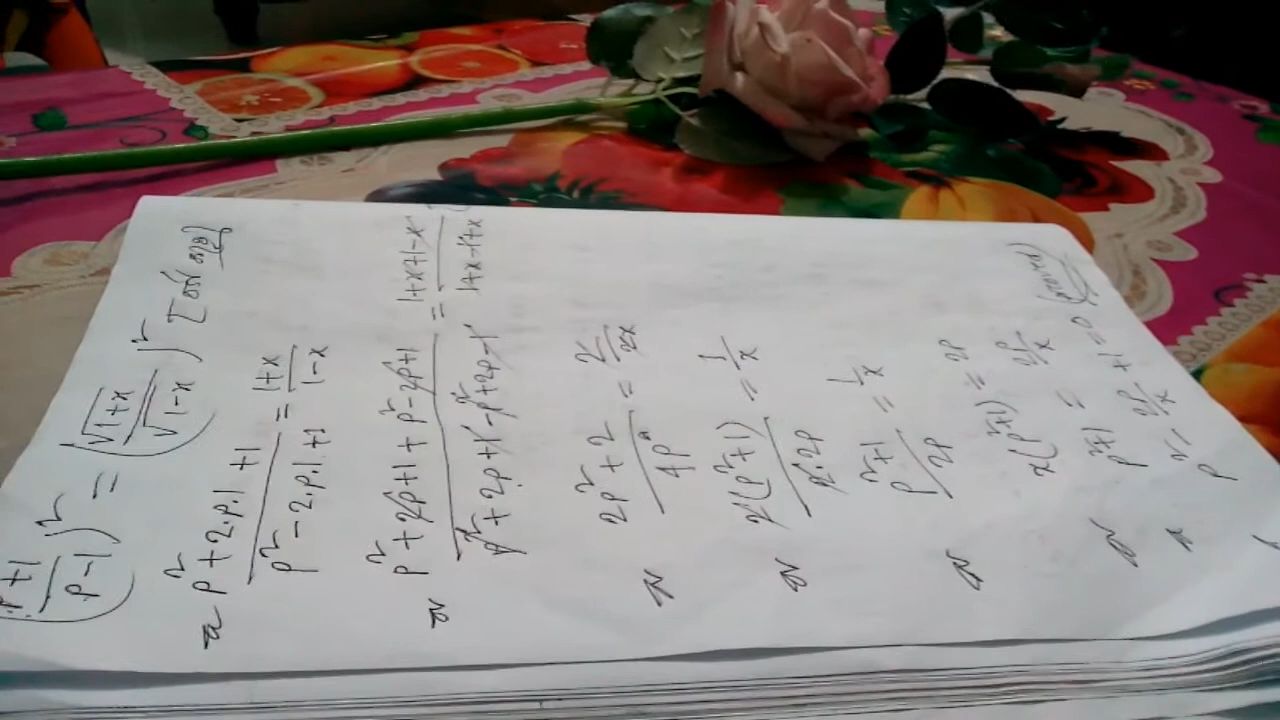 (p+1/p-1)² = (√1+x/√1-x)² [বর্গ করে]
বা p²+2.p.1+1/p²-2.p.1+1 = 1+x/1-x
বা p²+2p+1+p²-2p+1/p²+2p+1-p²+2p-1 = 1+x+1-x/1+x-1+x
বা 2p²+2/4p = 2/2x
বা 2(p²+1)/2.2p = 1/x
p²+1/2p = 1/x
বা x(p²+1) = 2p
বা p²+1 = 2p/x
বা p²-2p/x+1=0 (proved)